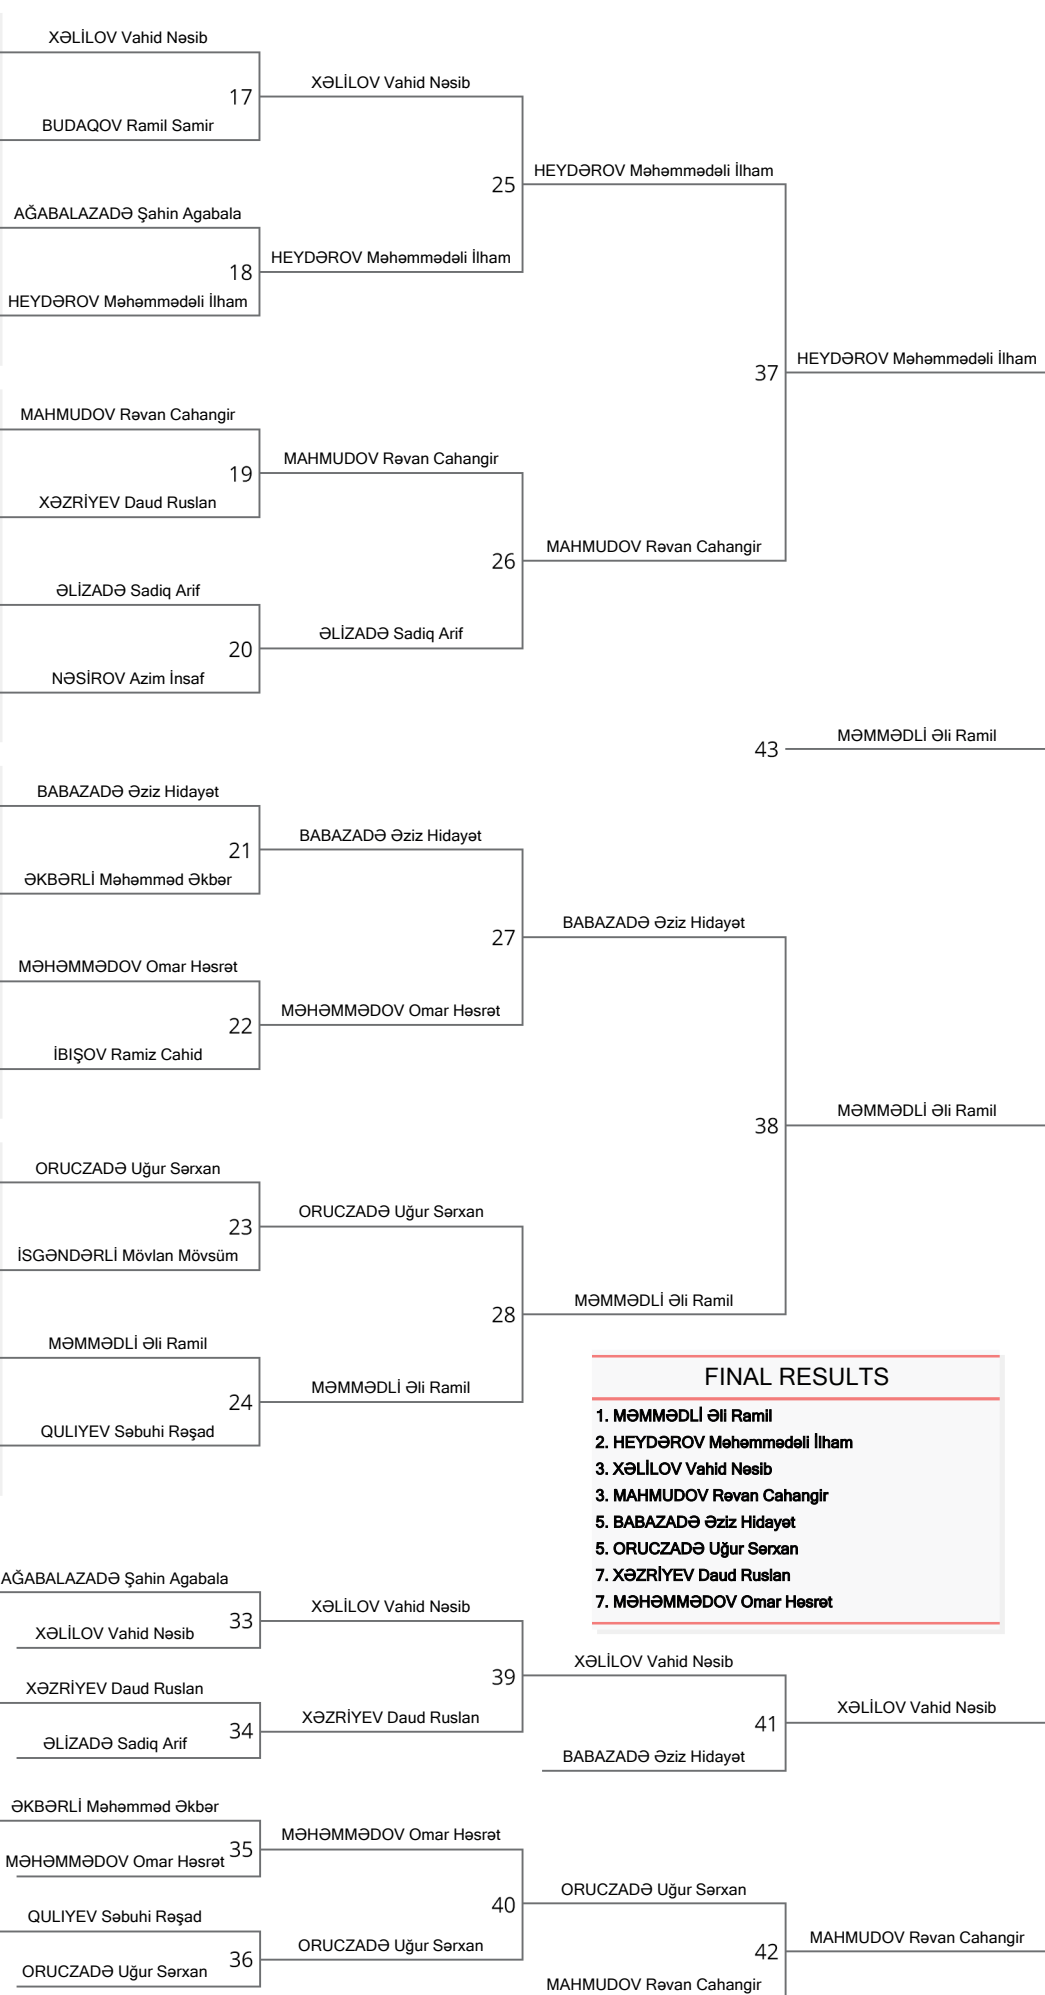 XƏLİLOV Vahid Nəsib
XƏLİLOV Vahid Nəsib
17
BUDAQOV Ramil Samir
HEYDƏROV Məhəmmədəli İlham
25
AĞABALAZADƏ Şahin Agabala
HEYDƏROV Məhəmmədəli İlham
18
HEYDƏROV Məhəmmədəli İlham
HEYDƏROV Məhəmmədəli İlham
37
MAHMUDOV Rəvan Cahangir
MAHMUDOV Rəvan Cahangir
19
XƏZRİYEV Daud Ruslan
MAHMUDOV Rəvan Cahangir
26
ƏLİZADƏ Sadiq Arif
ƏLİZADƏ Sadiq Arif
20
NƏSİROV Azim İnsaf
MƏMMƏDLİ Əli Ramil
43
BABAZADƏ Əziz Hidayət
BABAZADƏ Əziz Hidayət
21
ƏKBƏRLİ Məhəmməd Əkbər
BABAZADƏ Əziz Hidayət
27
MƏHƏMMƏDOV Omar Həsrət
MƏHƏMMƏDOV Omar Həsrət
22
İBIŞOV Ramiz Cahid
MƏMMƏDLİ Əli Ramil
38
ORUCZADƏ Uğur Sərxan
ORUCZADƏ Uğur Sərxan
23
İSGƏNDƏRLİ Mövlan Mövsüm
MƏMMƏDLİ Əli Ramil
28
MƏMMƏDLİ Əli Ramil
MƏMMƏDLİ Əli Ramil
24
QULIYEV Səbuhi Rəşad
FINAL RESULTS
1. MƏMMƏDLİ Əli Ramil
2. HEYDƏROV Məhəmmədəli İlham
3. XƏLİLOV Vahid Nəsib
3. MAHMUDOV Rəvan Cahangir
5. BABAZADƏ Əziz Hidayət
5. ORUCZADƏ Uğur Sərxan
7. XƏZRİYEV Daud Ruslan
7. MƏHƏMMƏDOV Omar Həsrət
AĞABALAZADƏ Şahin Agabala
XƏLİLOV Vahid Nəsib
33
XƏLİLOV Vahid Nəsib
XƏLİLOV Vahid Nəsib
39
XƏZRİYEV Daud Ruslan
XƏZRİYEV Daud Ruslan
34
ƏLİZADƏ Sadiq Arif
XƏLİLOV Vahid Nəsib
41
BABAZADƏ Əziz Hidayət
ƏKBƏRLİ Məhəmməd Əkbər
MƏHƏMMƏDOV Omar Həsrət
35
MƏHƏMMƏDOV Omar Həsrət
ORUCZADƏ Uğur Sərxan
40
QULIYEV Səbuhi Rəşad
ORUCZADƏ Uğur Sərxan
36
ORUCZADƏ Uğur Sərxan
MAHMUDOV Rəvan Cahangir
42
MAHMUDOV Rəvan Cahangir